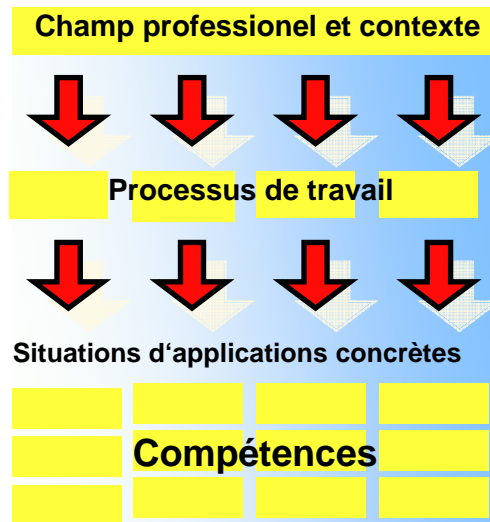 Champ professionel et contexte
Processus de travail
Situations d‘applications concrètes
Compétences